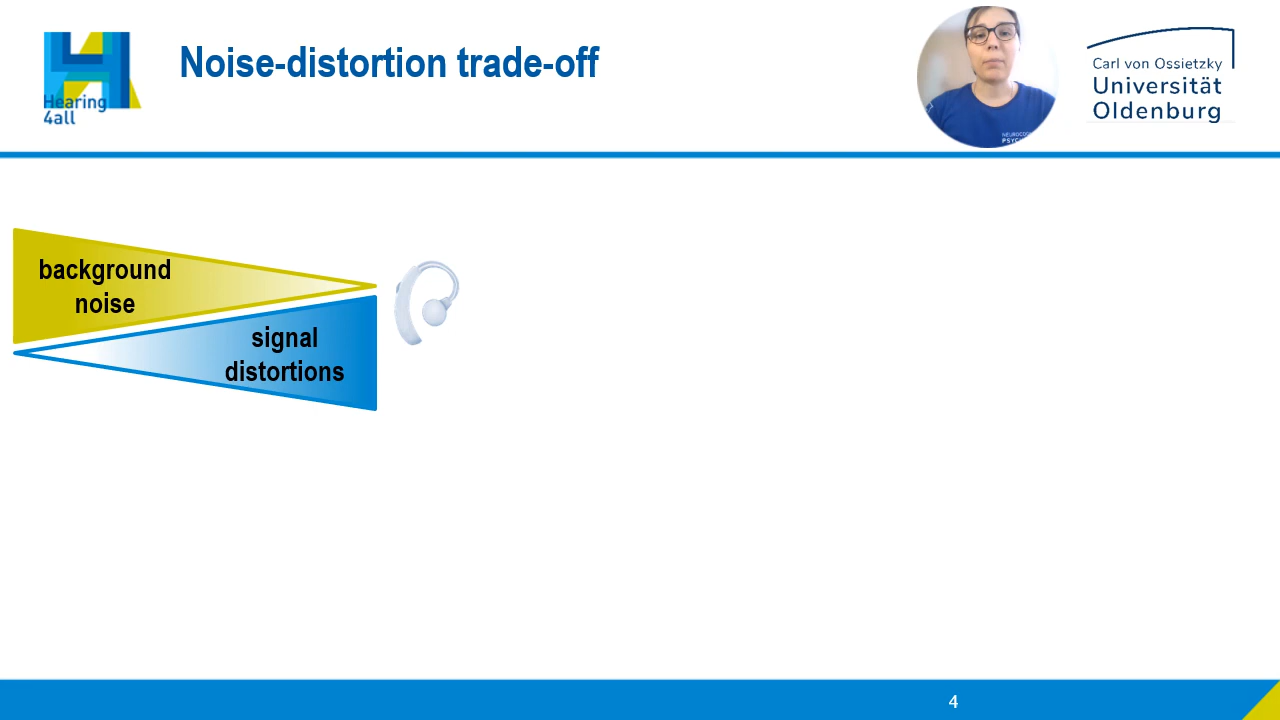 Noise-distortion trade-off
Hearing
4all
Carl von Ossietzky
Universität
Oldenburg
background
noise
signal
distortions
4